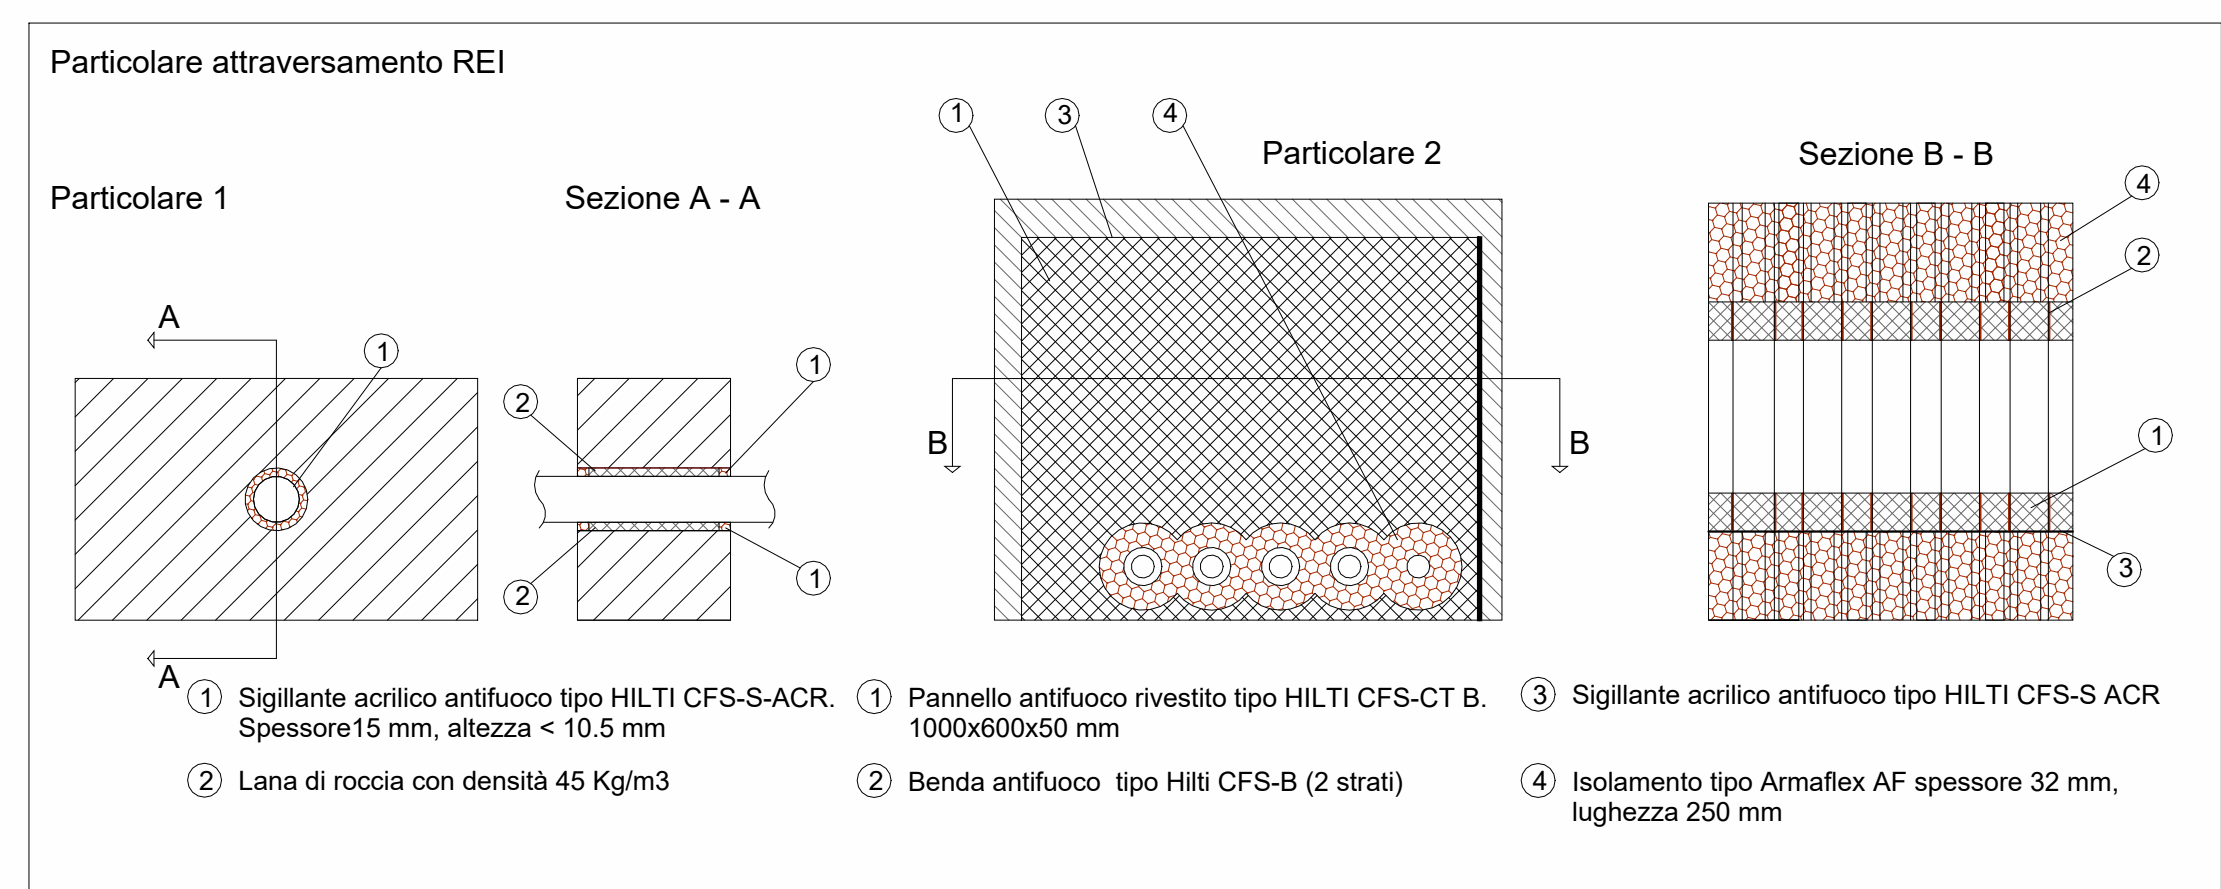 Particolare attraversamento REI
Particolare 1
Sezione A - A
Particolare 2
Sezione B - B
A
1
A
2
2
1
1
1
3
4
B
B
4
2
1
3
1 Sigillante acrilico antifuoco tipo HILTI CFS-S-ACR.
Spessore15 mm, altezza < 10.5 mm
2 Lana di roccia con densità 45 Kg/m3
1 Pannello antifuoco rivestito tipo HILTI CFS-CT B.
1000x600x50 mm
2 Benda antifuoco tipo Hilti CFS-B (2 strati)
3 Sigillante acrilico antifuoco tipo HILTI CFS-S ACR
4 Isolamento tipo Armaflex AF spessore 32 mm,
lughezza 250 mm